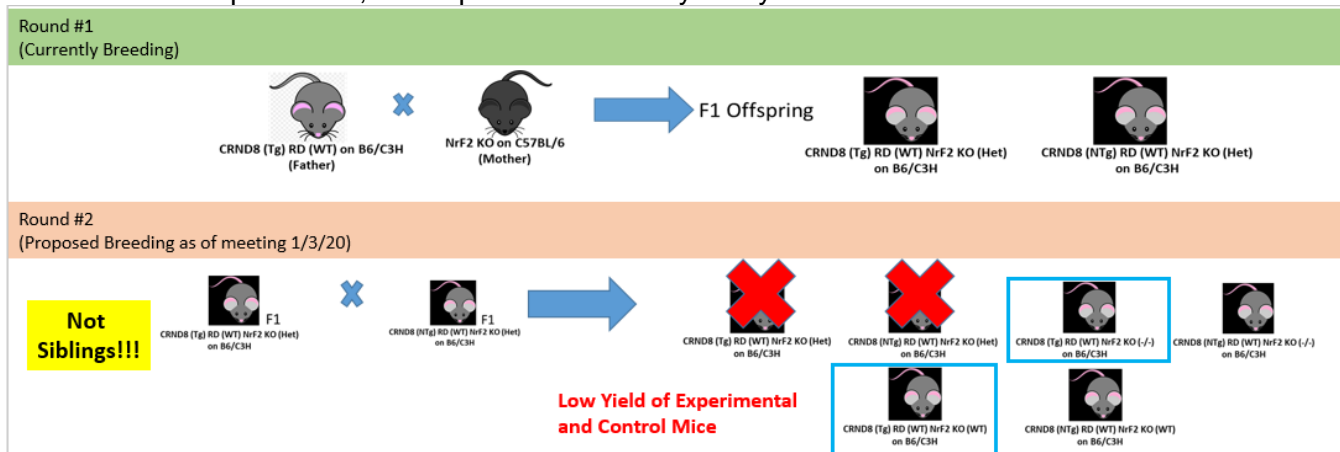 Round #1
(Currently Breeding)
CRND8 (Tg) RD (WT) on B6/C3H
(Father)
NrF2 KO on C57BL/6
(Mother)
F1 Offspring
CRND8 (Tg) RD (WT) NrF2 KO (Het)
on B6/C3H
CRND8 (NTg) RD (WT) NrF2 KO (Het)
on B6/C3H
Round #2
(Proposed Breeding as of meeting 1/3/20)
Not
Siblings!!!
F1
CRND8 (Tg) RD (WT) NrF2 KO (Het)
on B6/C3H
F1
CRND8 (NTg) RD (WT) NrF2 KO (Het)
on B6/C3H
CRND8 (Tg) RD (WT) NrF2 KO (Het)
on B6/C3H
CRND8 (NTg) RD (WT) NrF2 KO (Het)
on B6/C3H
CRND8 (Tg) RD (WT) NrF2 KO (-/-)
on B6/C3H
CRND8 (NTg) RD (WT) NrF2 KO (-/-)
on B6/C3H
Low Yield of Experimental
and Control Mice
CRND8 (Tg) RD (WT) NrF2 KO (WT)
on B6/C3H
CRND8 (NTg) RD (WT) NrF2 KO (WT)
on B6/C3H